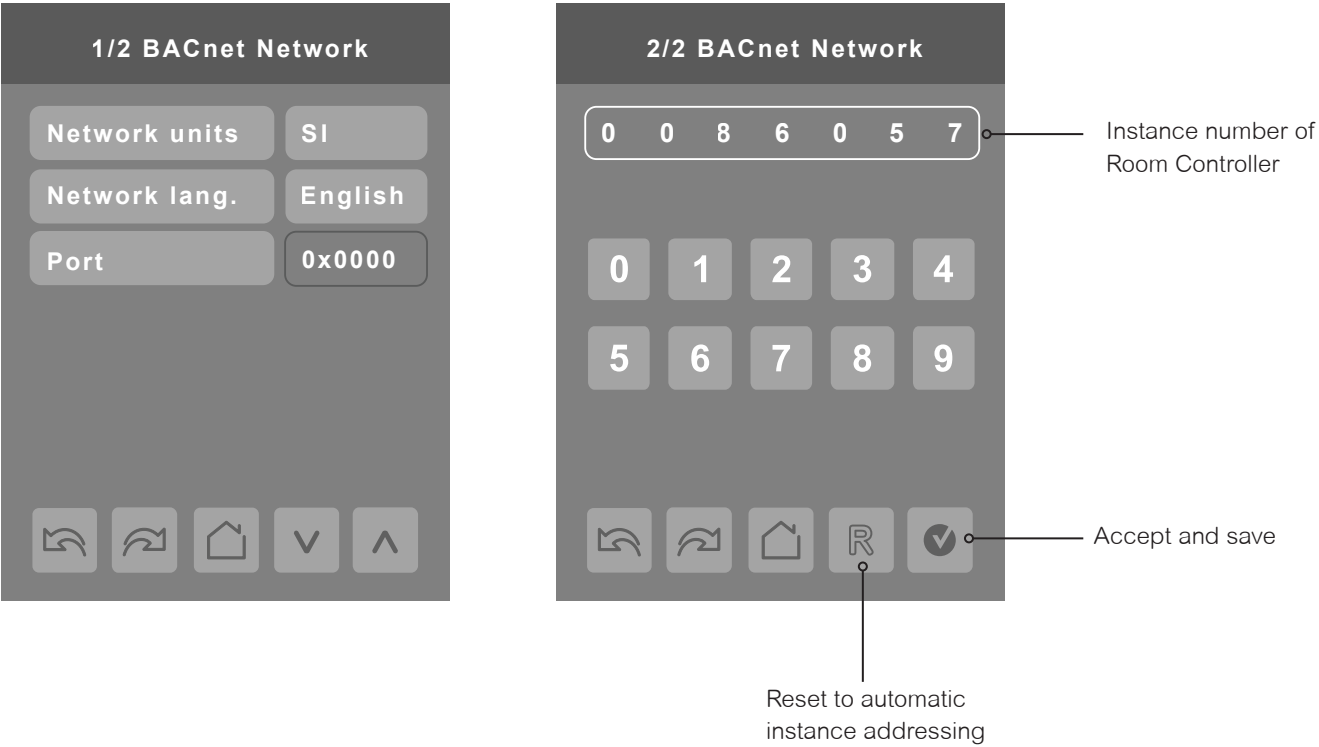 1/2 BACnet Network
Network units SI
Network lang. English
Port 0x0000
2/2 BACnet Network
0 0 8 6 0 5 7
Instance number of
Room Controller
0 1 2 3 4
5 6 7 8 9
R
Accept and save
Reset to automatic
instance addressing